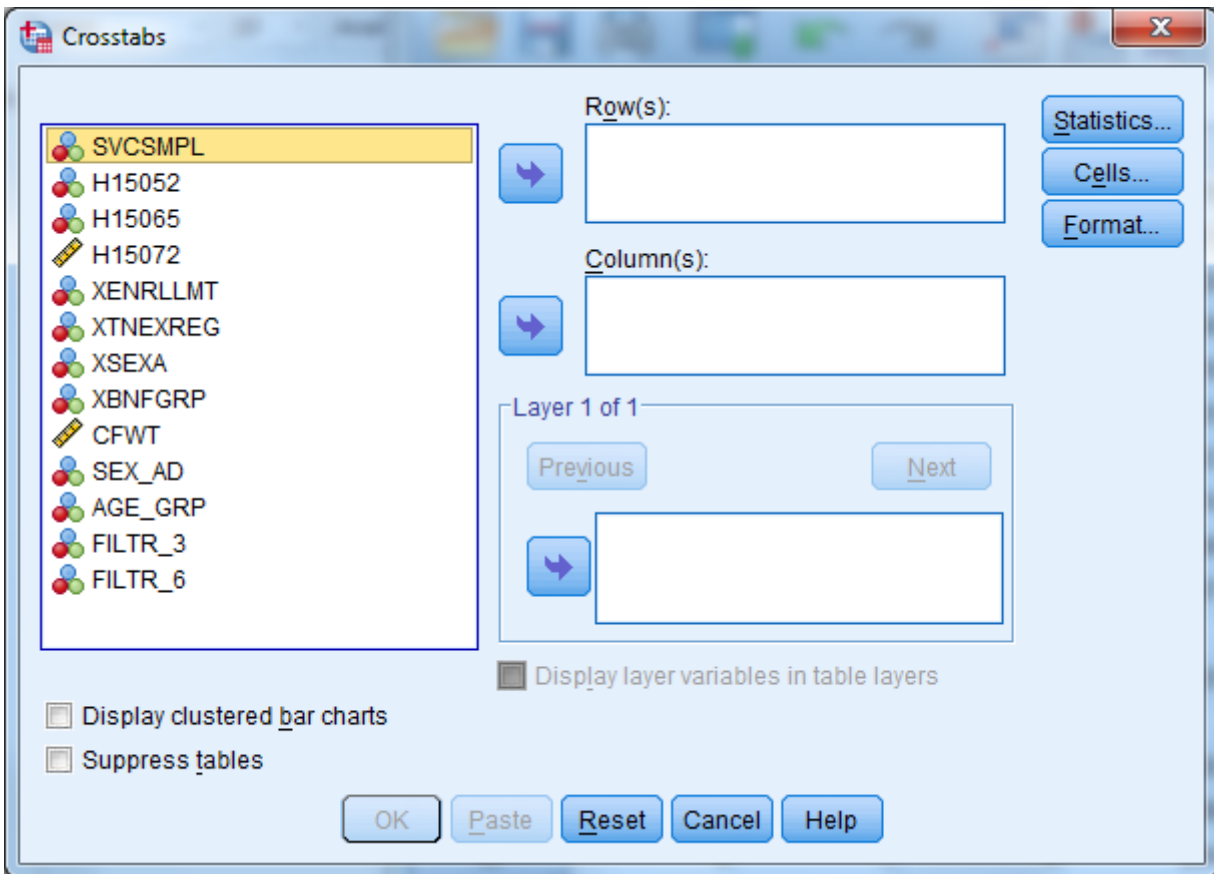 Crosstabs
x
SVCSMPL
H15052
H15065
H15072
XENRLLMT
XTNEXREG
XSEXA
XBNFGRP
CFWT
SEX_AD
AGE_GRP
FILTR_3
FILTR_6
Row(s):
Column(s):
Layer 1 of 1
Previous
Next
Display layer variables in table layers
Statistics...
Cells...
Format...
Display clustered bar charts
Suppress tables
OK
Paste
Reset
Cancel
Help